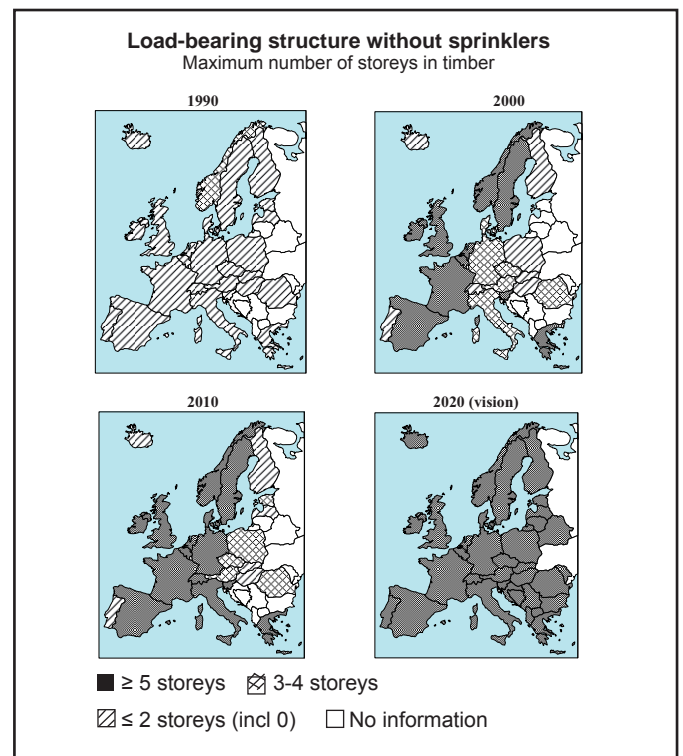 Load-bearing structure without sprinklers
Maximum number of storeys in timber
1990
2000
2010
2020 (vision)
≥ 5 storeys
3-4 storeys
≤ 2 storeys (incl 0)
No information